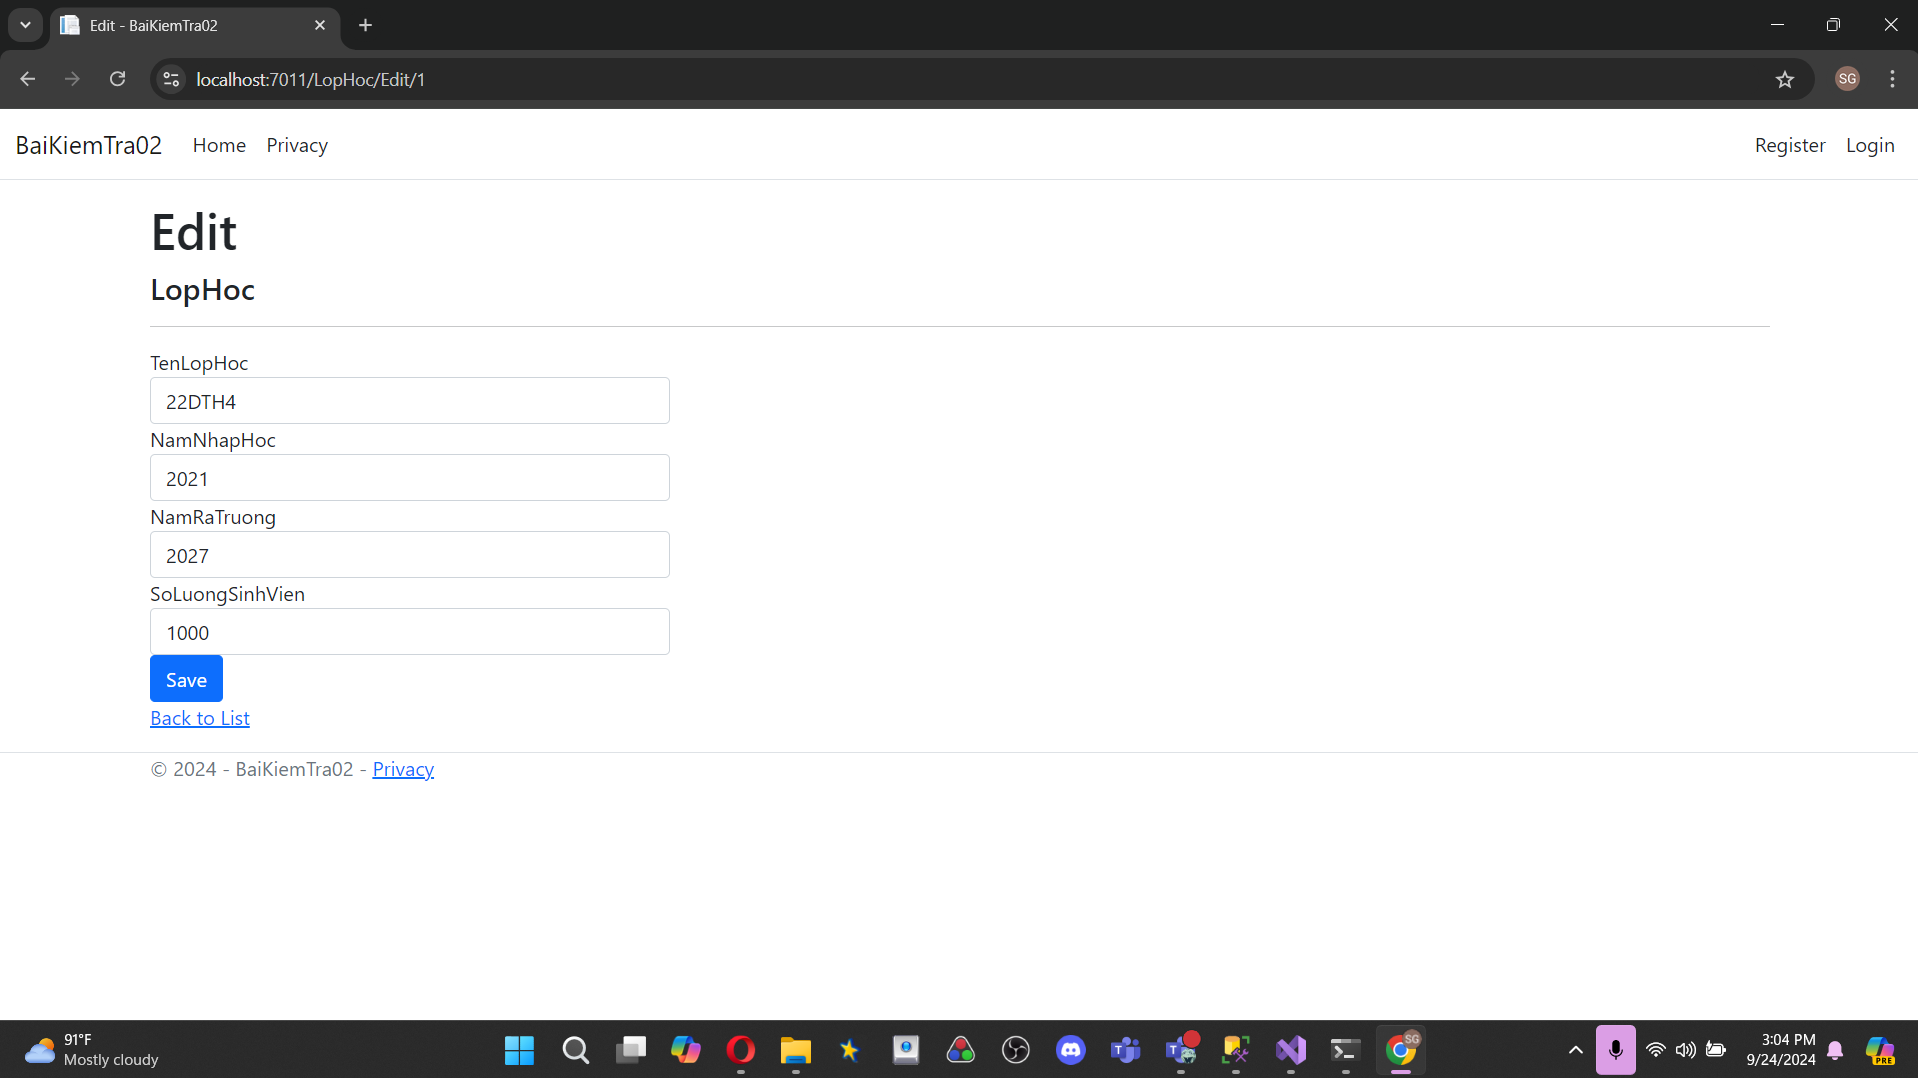 Edit - BaiKiemTra02
localhost:7011/LopHoc/Edit/1
SG
BaiKiemTra02 Home Privacy Register Login
Edit
LopHoc
TenLopHoc
22DTH4
NamNhapHoc
2021
NamRaTruong
2027
SoLuongSinhVien
1000
Save
Back to List
© 2024 - BaiKiemTra02 - Privacy
91°F
Mostly cloudy
SG
3:04 PM
9/24/2024
PRE